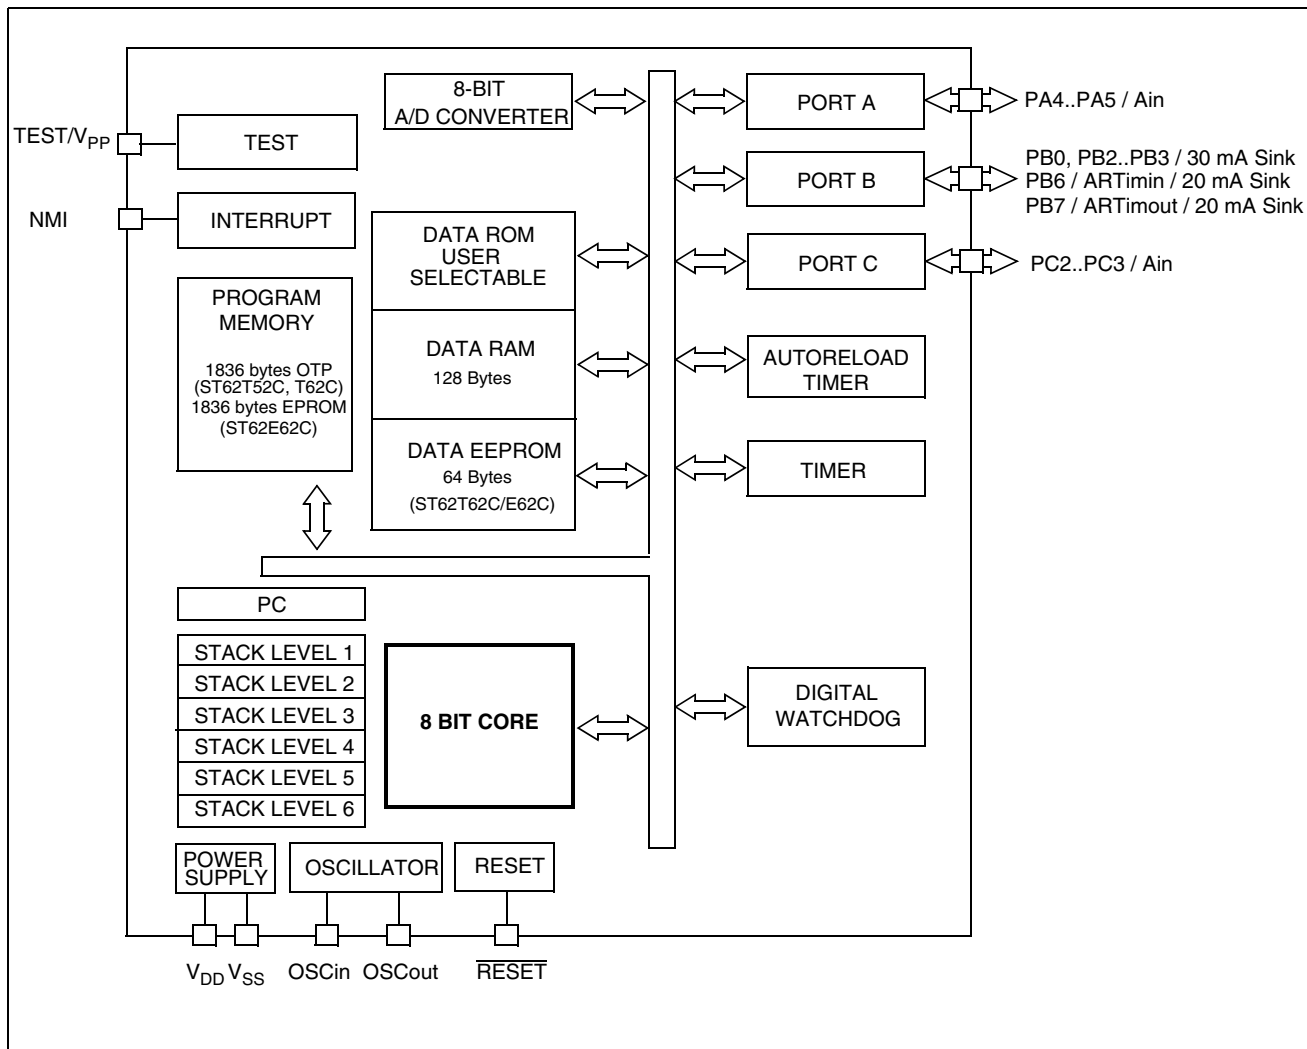 8-BIT
A/D CONVERTER
PORT A
PA4..PA5 / Ain
TEST/VPP
TEST
PORT B
PB0, PB2..PB3 / 30 mA Sink
PB6 / ARTimin / 20 mA Sink
PB7 / ARTimout / 20 mA Sink
NMI
INTERRUPT
DATA ROM
USER
SELECTABLE
PORT C
PC2..PC3 / Ain
PROGRAM
MEMORY
1836 bytes OTP
(ST62T52C, T62C)
1836 bytes EPROM
(ST62E62C)
DATA RAM
128 Bytes
AUTORELOAD
TIMER
DATA EEPROM
64 Bytes
(ST62T62C/E62C)
TIMER
PC
STACK LEVEL 1
STACK LEVEL 2
STACK LEVEL 3
STACK LEVEL 4
STACK LEVEL 5
STACK LEVEL 6
8 BIT CORE
DIGITAL
WATCHDOG
POWER
SUPPLY
OSCILLATOR
RESET
VDD VSS
OSCin OSCout
RESET